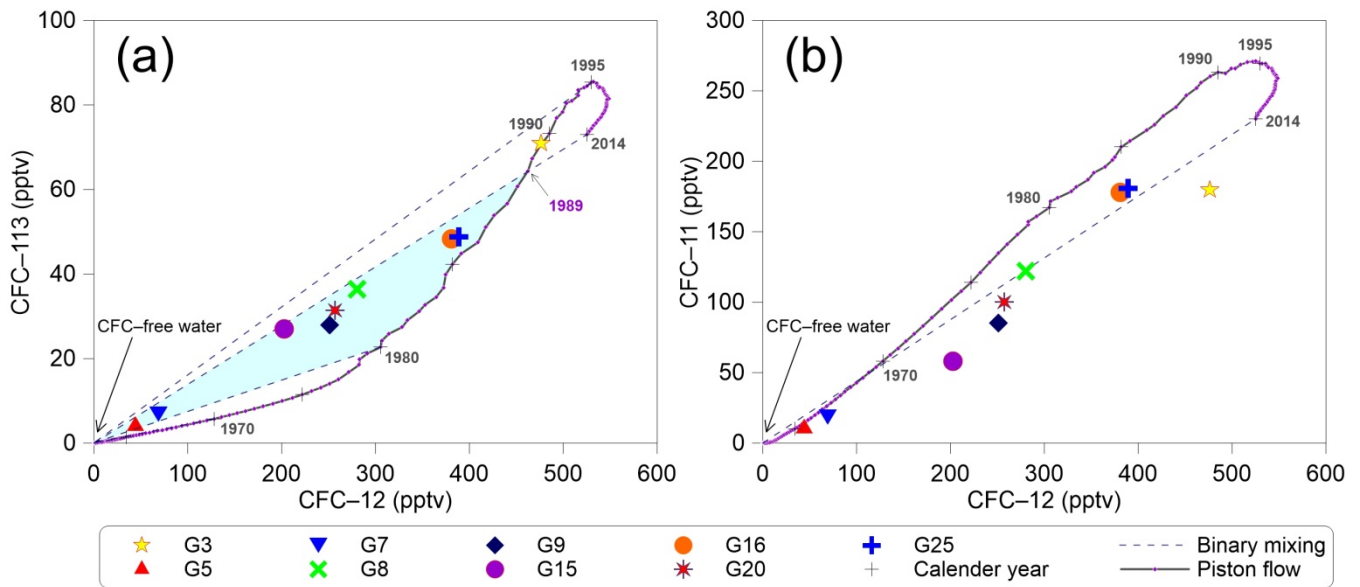 (a)
100
80
60
40
20
0
CFC–113 (pptv)
1995
1990
2014
1989
1980
1970
CFC–free water
0 100 200 300 400 500 600
CFC–12 (pptv)
(b)
300
250
200
150
100
50
0
CFC–11 (pptv)
1995
1990
2014
1980
1970
CFC–free water
0 100 200 300 400 500 600
CFC–12 (pptv)
G3 G7 G9 G16 G25 Binary mixing
G5 G8 G15 G20 Calender year Piston flow